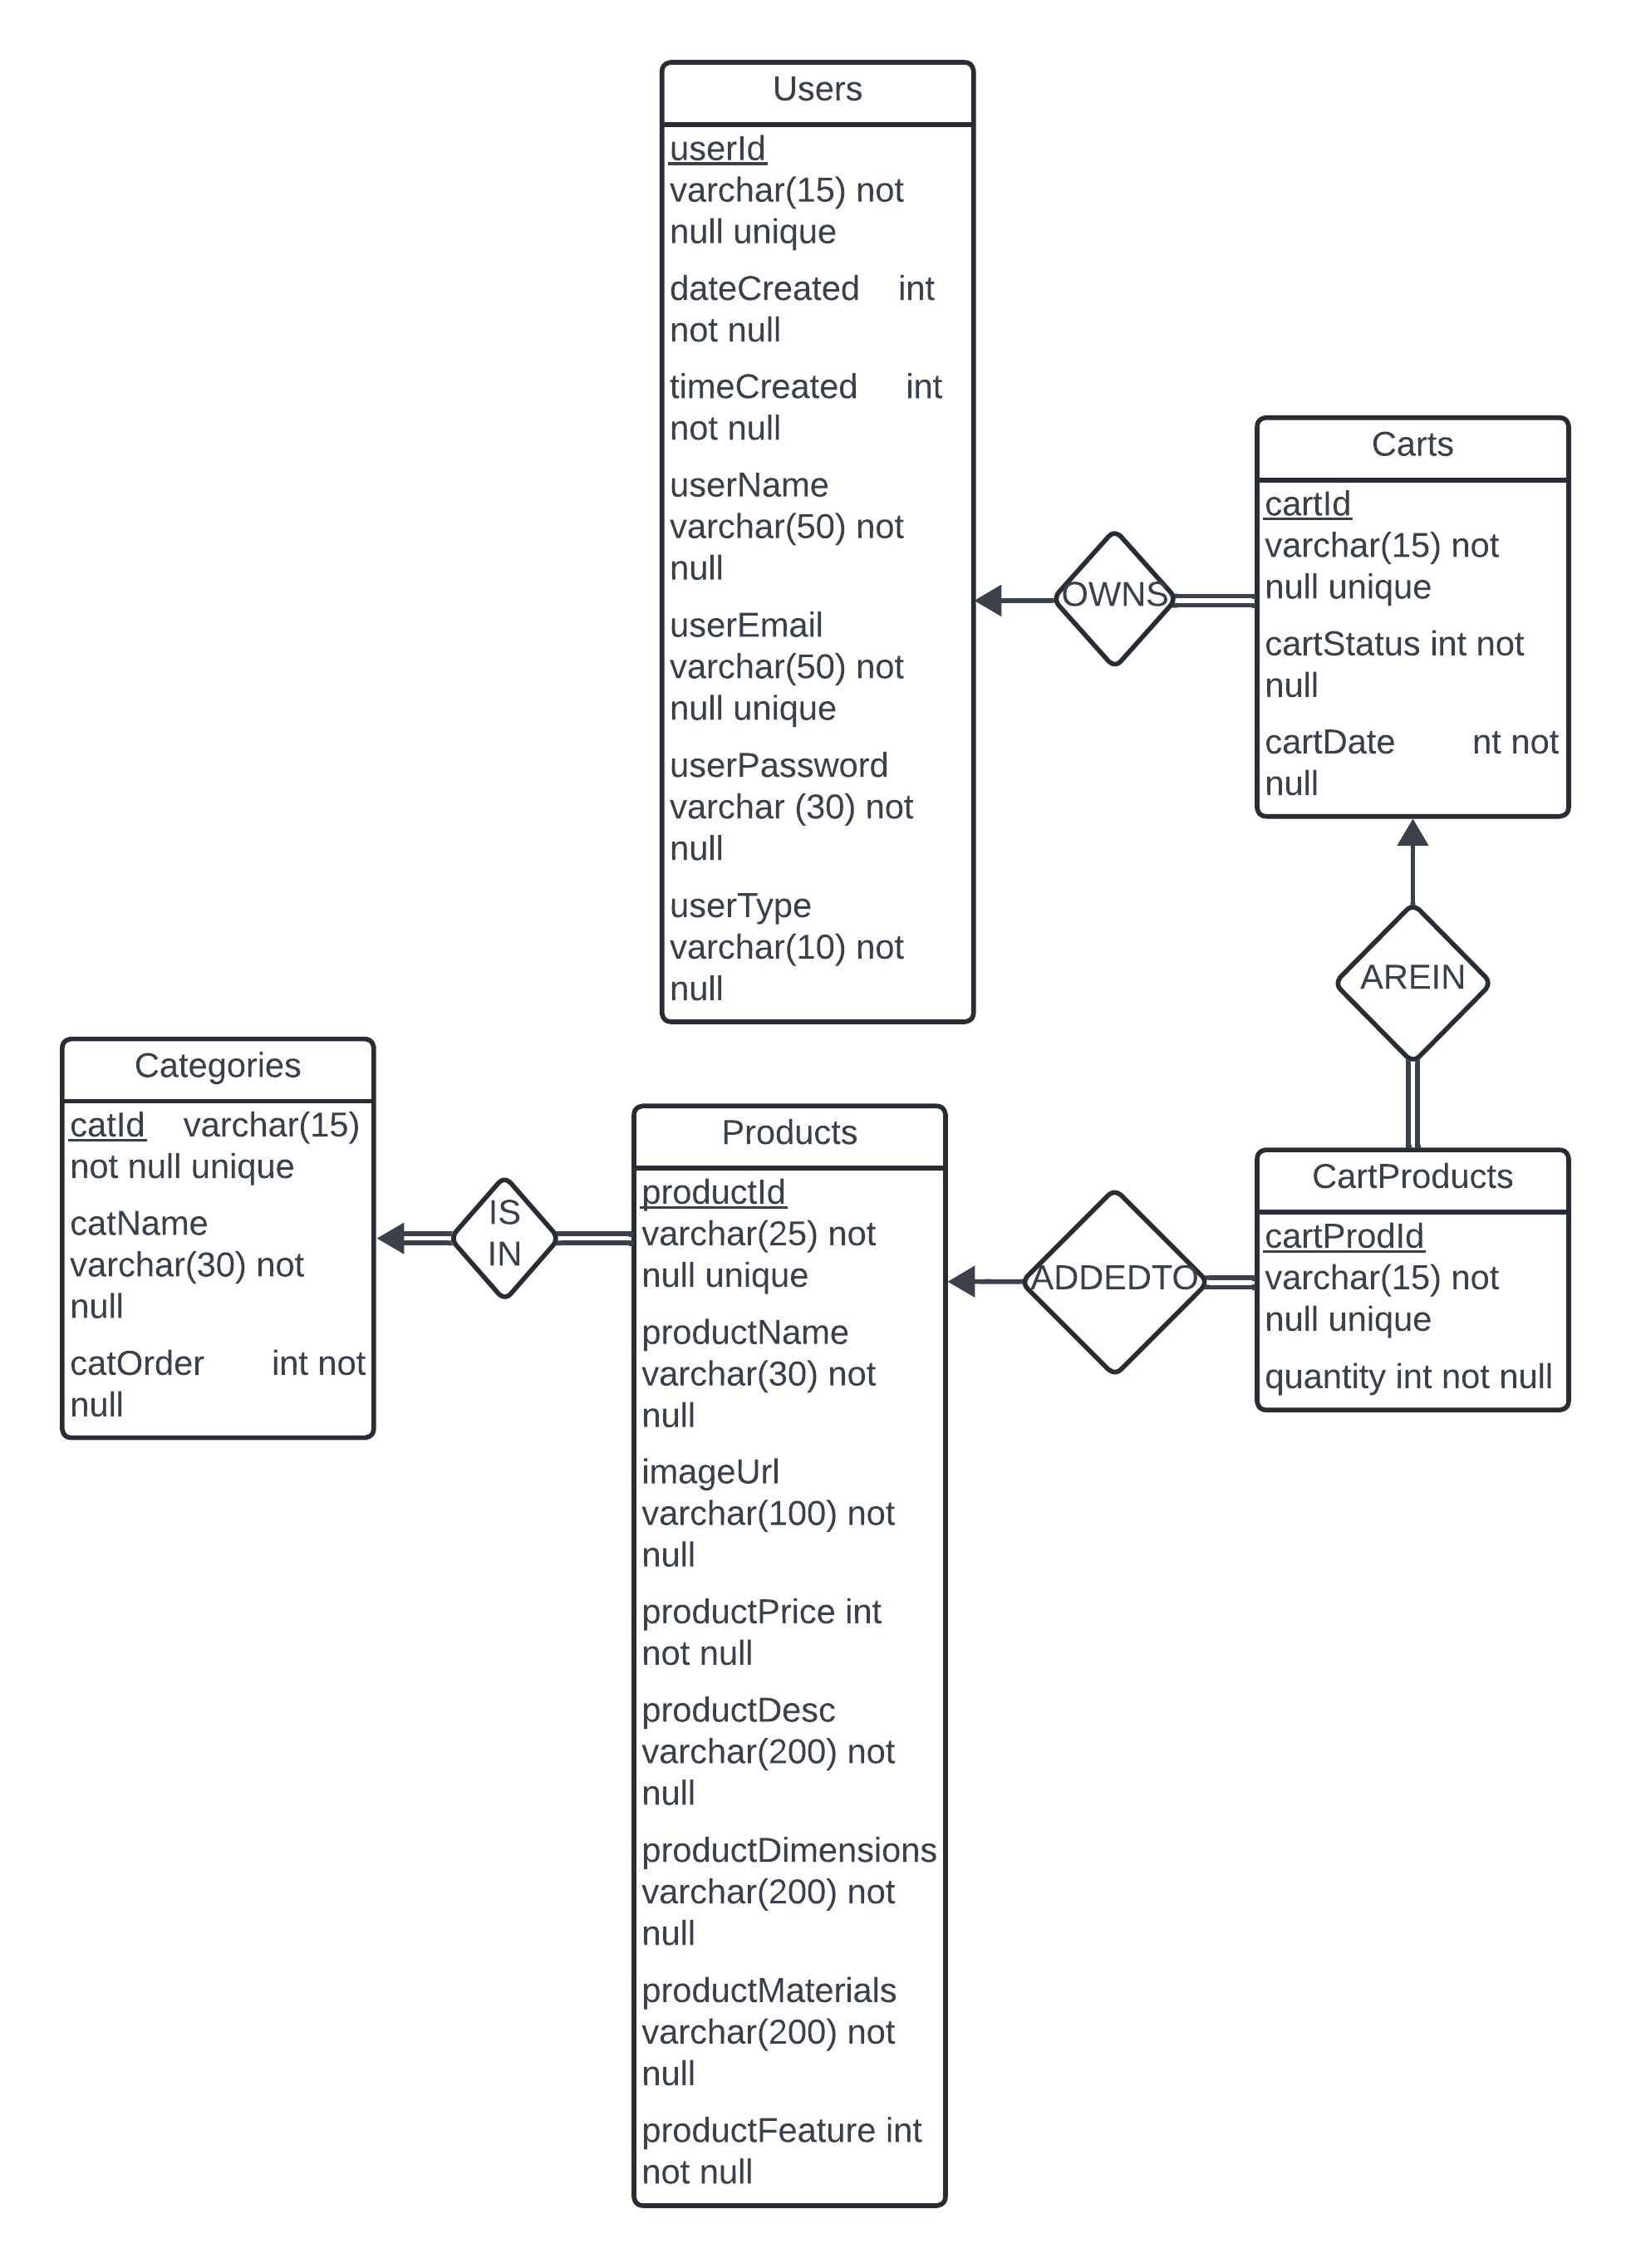 Users
userId
varchar(15) not
null unique
dateCreated int
not null
timeCreated int
not null
userName
varchar(50) not
null
userEmail
varchar(50) not
null unique
userPassword
varchar (30) not
null
userType
varchar(10) not
null
OWNS
Carts
cartId
varchar(15) not
null unique
cartStatus int not
null
cartDate nt not
null
AREIN
Categories
catId varchar(15)
not null unique
catName
varchar(30) not
null
catOrder int not
null
IS
IN
Products
productId
varchar(25) not
null unique
productName
varchar(30) not
null
imageUrl
varchar(100) not
null
productPrice int
not null
productDesc
varchar(200) not
null
productDimensions
varchar(200) not
null
productMaterials
varchar(200) not
null
productFeature int
not null
ADDEDTO
CartProducts
cartProdId
varchar(15) not
null unique
quantity int not null